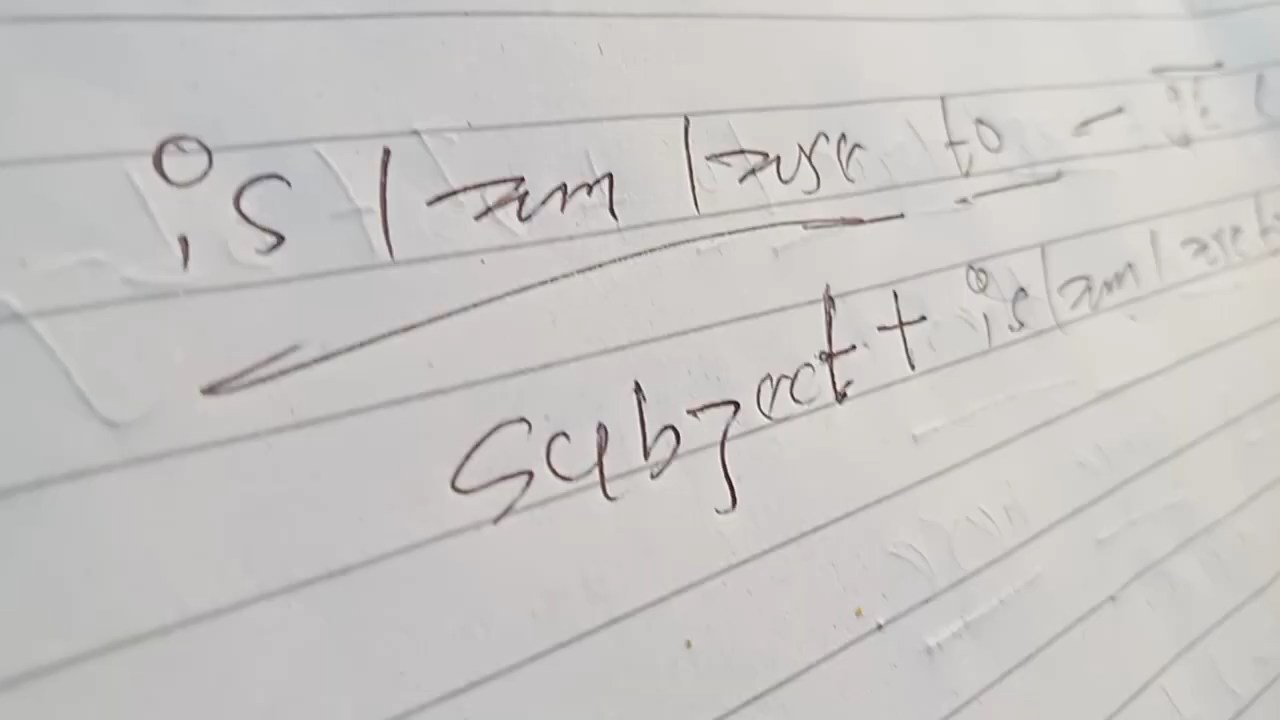 is / am / are to -
subject + is / am / are